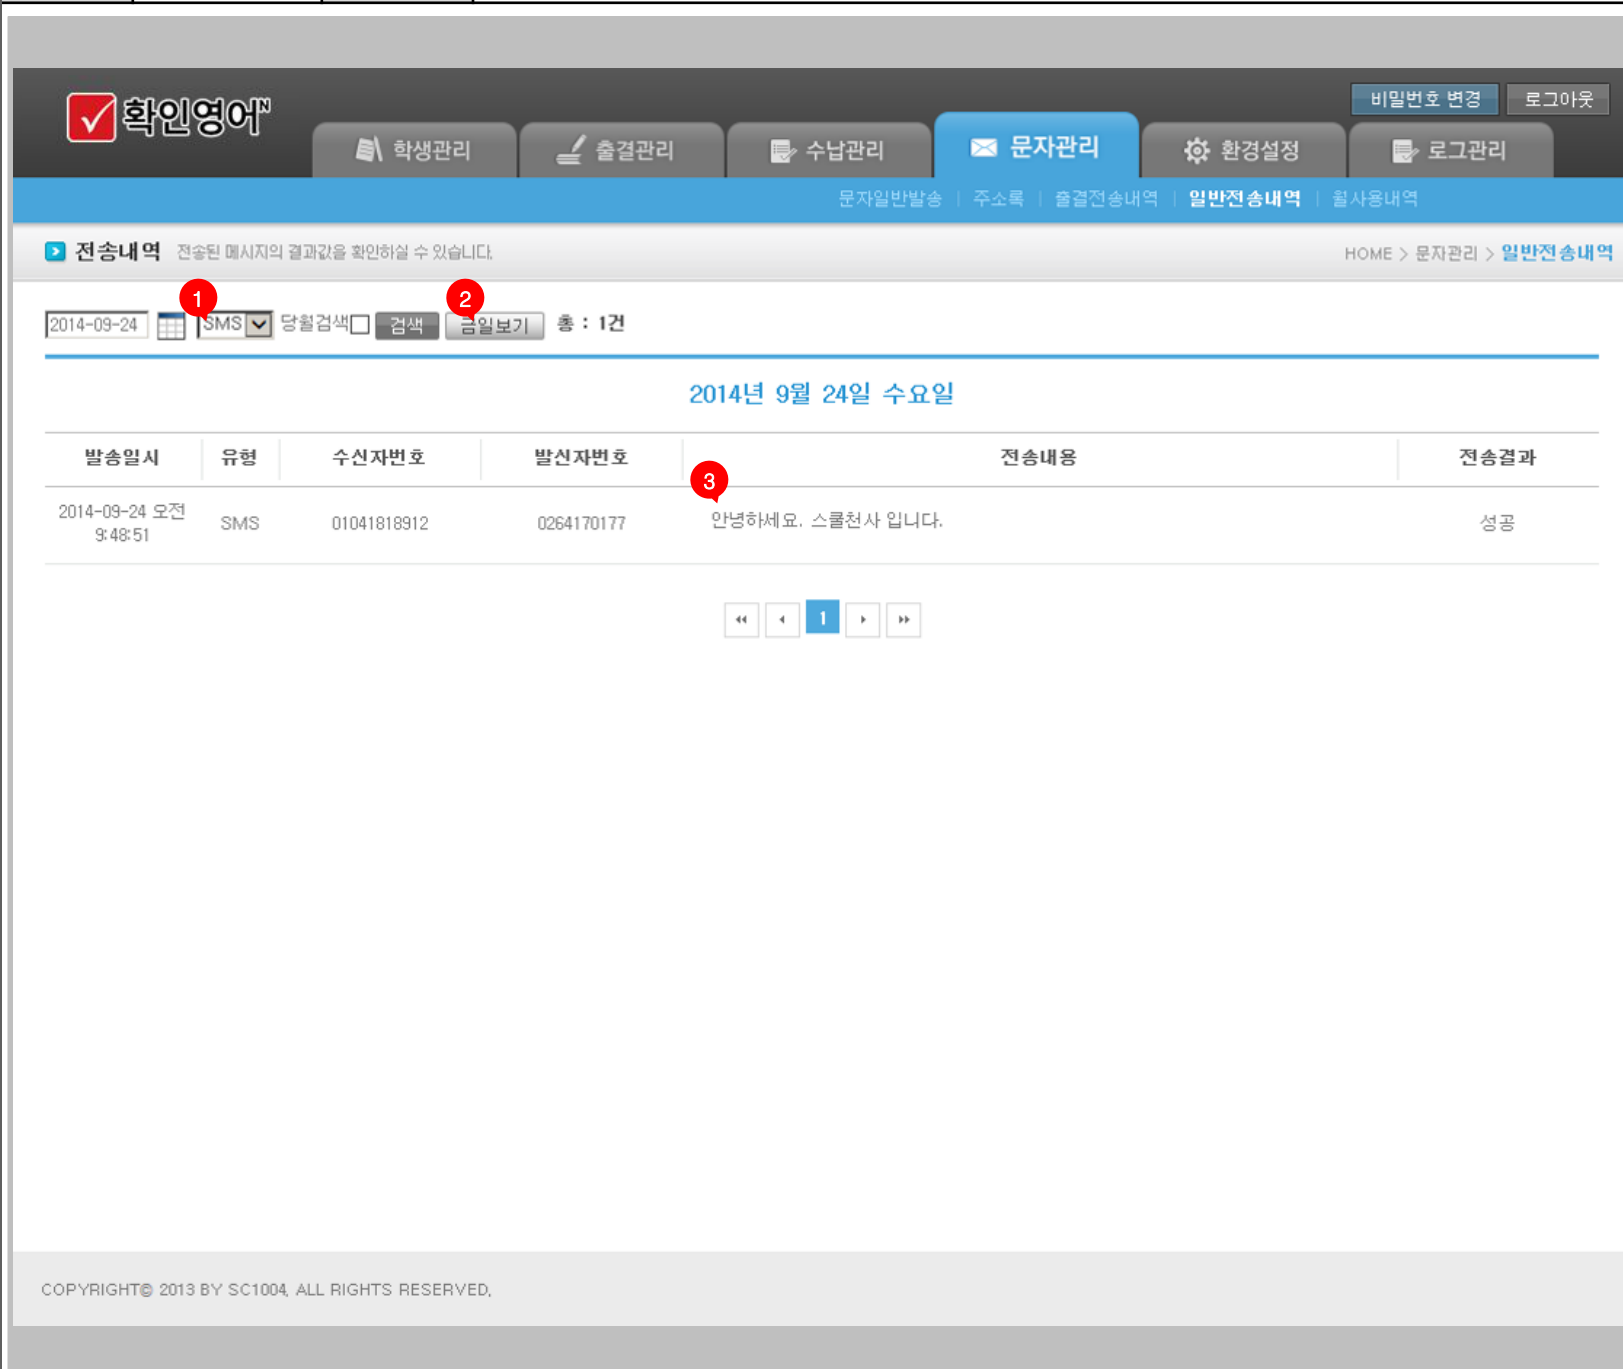 확인영어N
비밀번호 변경 로그아웃
학생관리 출결관리 수납관리 문자관리 환경설정 로그관리
문자일반발송 | 주소록 | 출결전송내역 | 일반전송내역 | 월사용내역
전송내역 전송된 메시지의 결과값을 확인하실 수 있습니다.
HOME > 문자관리 > 일반전송내역
1 2
2014-09-24 SMS 당월검색 검색 금일보기 총 : 1건
2014년 9월 24일 수요일
발송일시 유형 수신자번호 발신자번호 전송내용 전송결과
3
2014-09-24 오전 9:48:51 SMS 01041818912 0264170177 안녕하세요. 스쿨천사 입니다. 성공
1
COPYRIGHT© 2013 BY SC1004, ALL RIGHTS RESERVED.